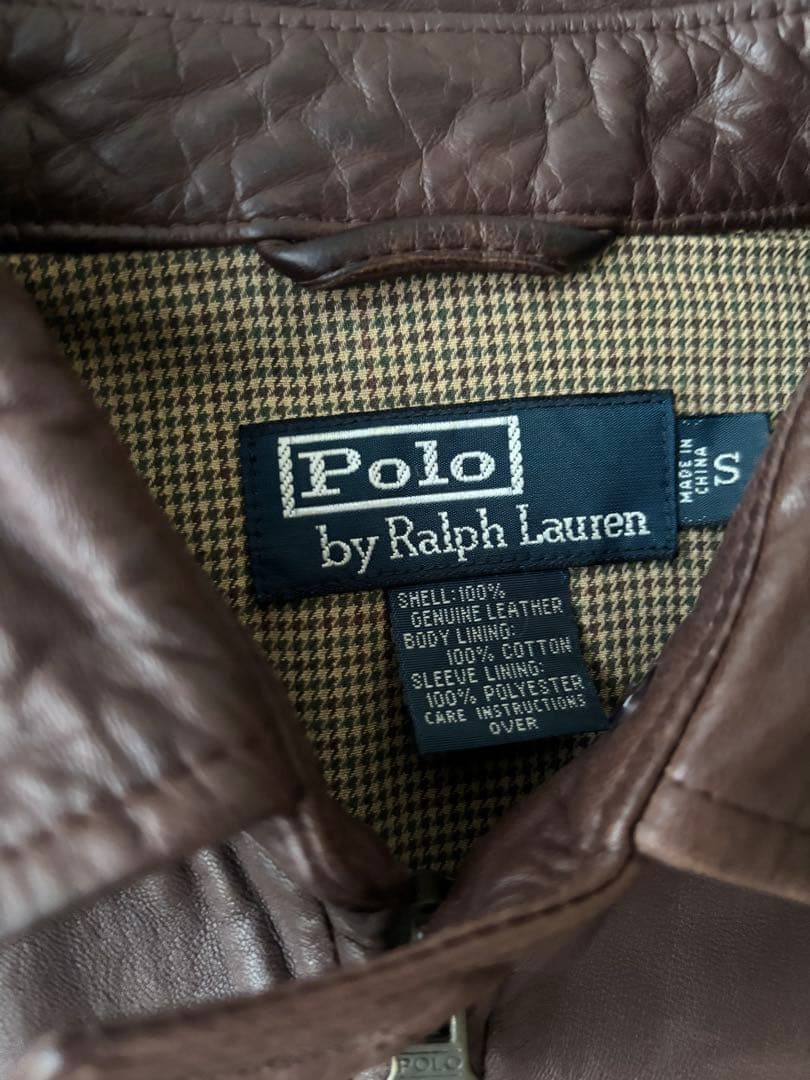 Polo
by Ralph Lauren
MADE IN
CHINA
S
SHELL:100%
GENUINE LEATHER
BODY LINING:
100% COTTON
SLEEVE LINING:
100% POLYESTER
CARE INSTRUCTIONS
OVER
POLO